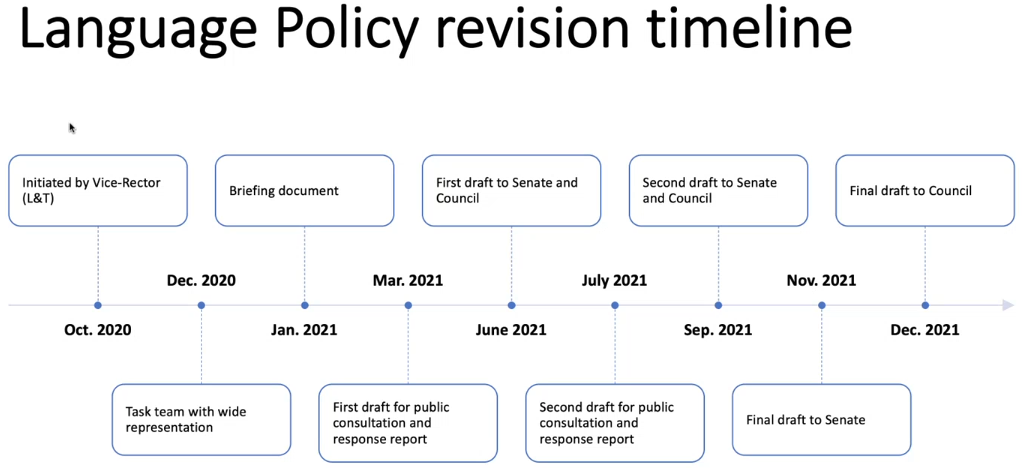 Language Policy revision timeline
Initiated by Vice-Rector
(L&T)
Briefing document
First draft to Senate and
Council
Second draft to Senate
and Council
Final draft to Council
Dec. 2020
Mar. 2021
July 2021
Nov. 2021
Oct. 2020
Jan. 2021
June 2021
Sep. 2021
Dec. 2021
Task team with wide
representation
First draft for public
consultation and
response report
Second draft for public
consultation and
response report
Final draft to Senate